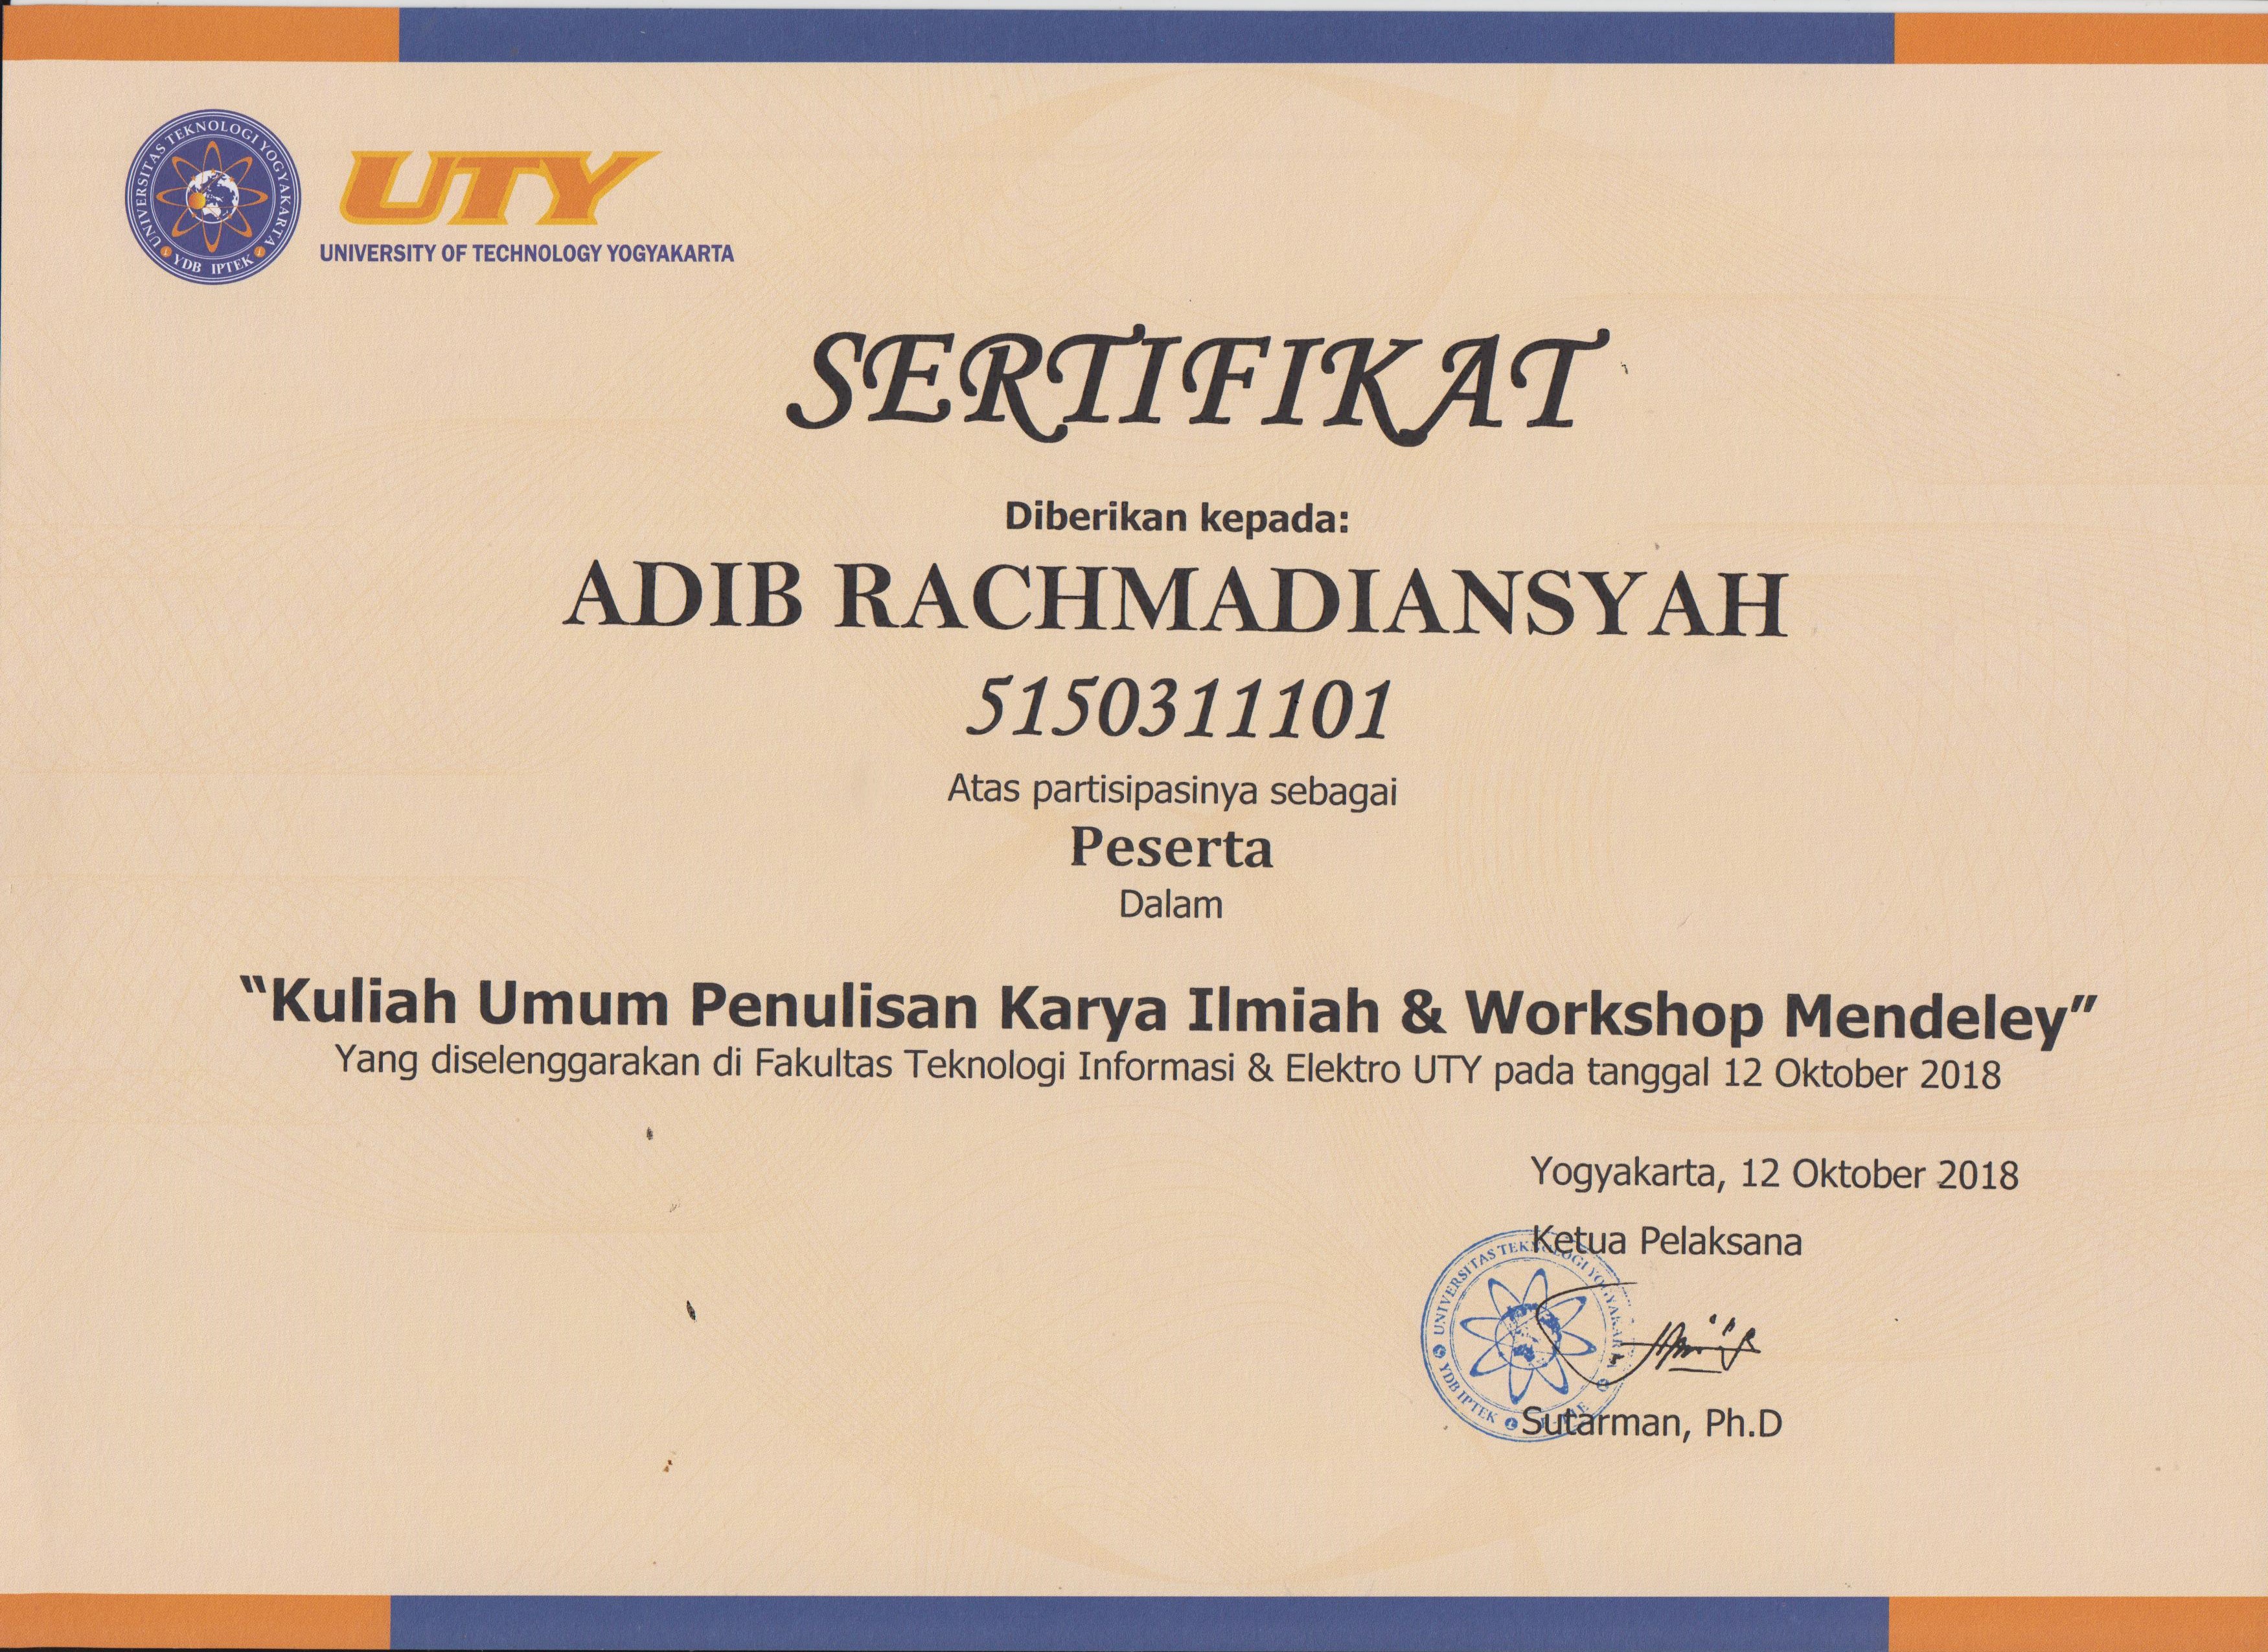 UNIVERSITAS TEKNOLOGI YOGYAKARTA
YDB IPTEK
UTY
UNIVERSITY OF TECHNOLOGY YOGYAKARTA
SERTIFIKAT
Diberikan kepada:
ADIB RACHMADIANSYAH
5150311101
Atas partisipasinya sebagai
Peserta
Dalam
“Kuliah Umum Penulisan Karya Ilmiah & Workshop Mendeley”
Yang diselenggarakan di Fakultas Teknologi Informasi & Elektro UTY pada tanggal 12 Oktober 2018
Yogyakarta, 12 Oktober 2018
Ketua Pelaksana
UNIVERSITAS TEKNOLOGI YOGYAKARTA
YDB IPTEK
Sutarman, Ph.D